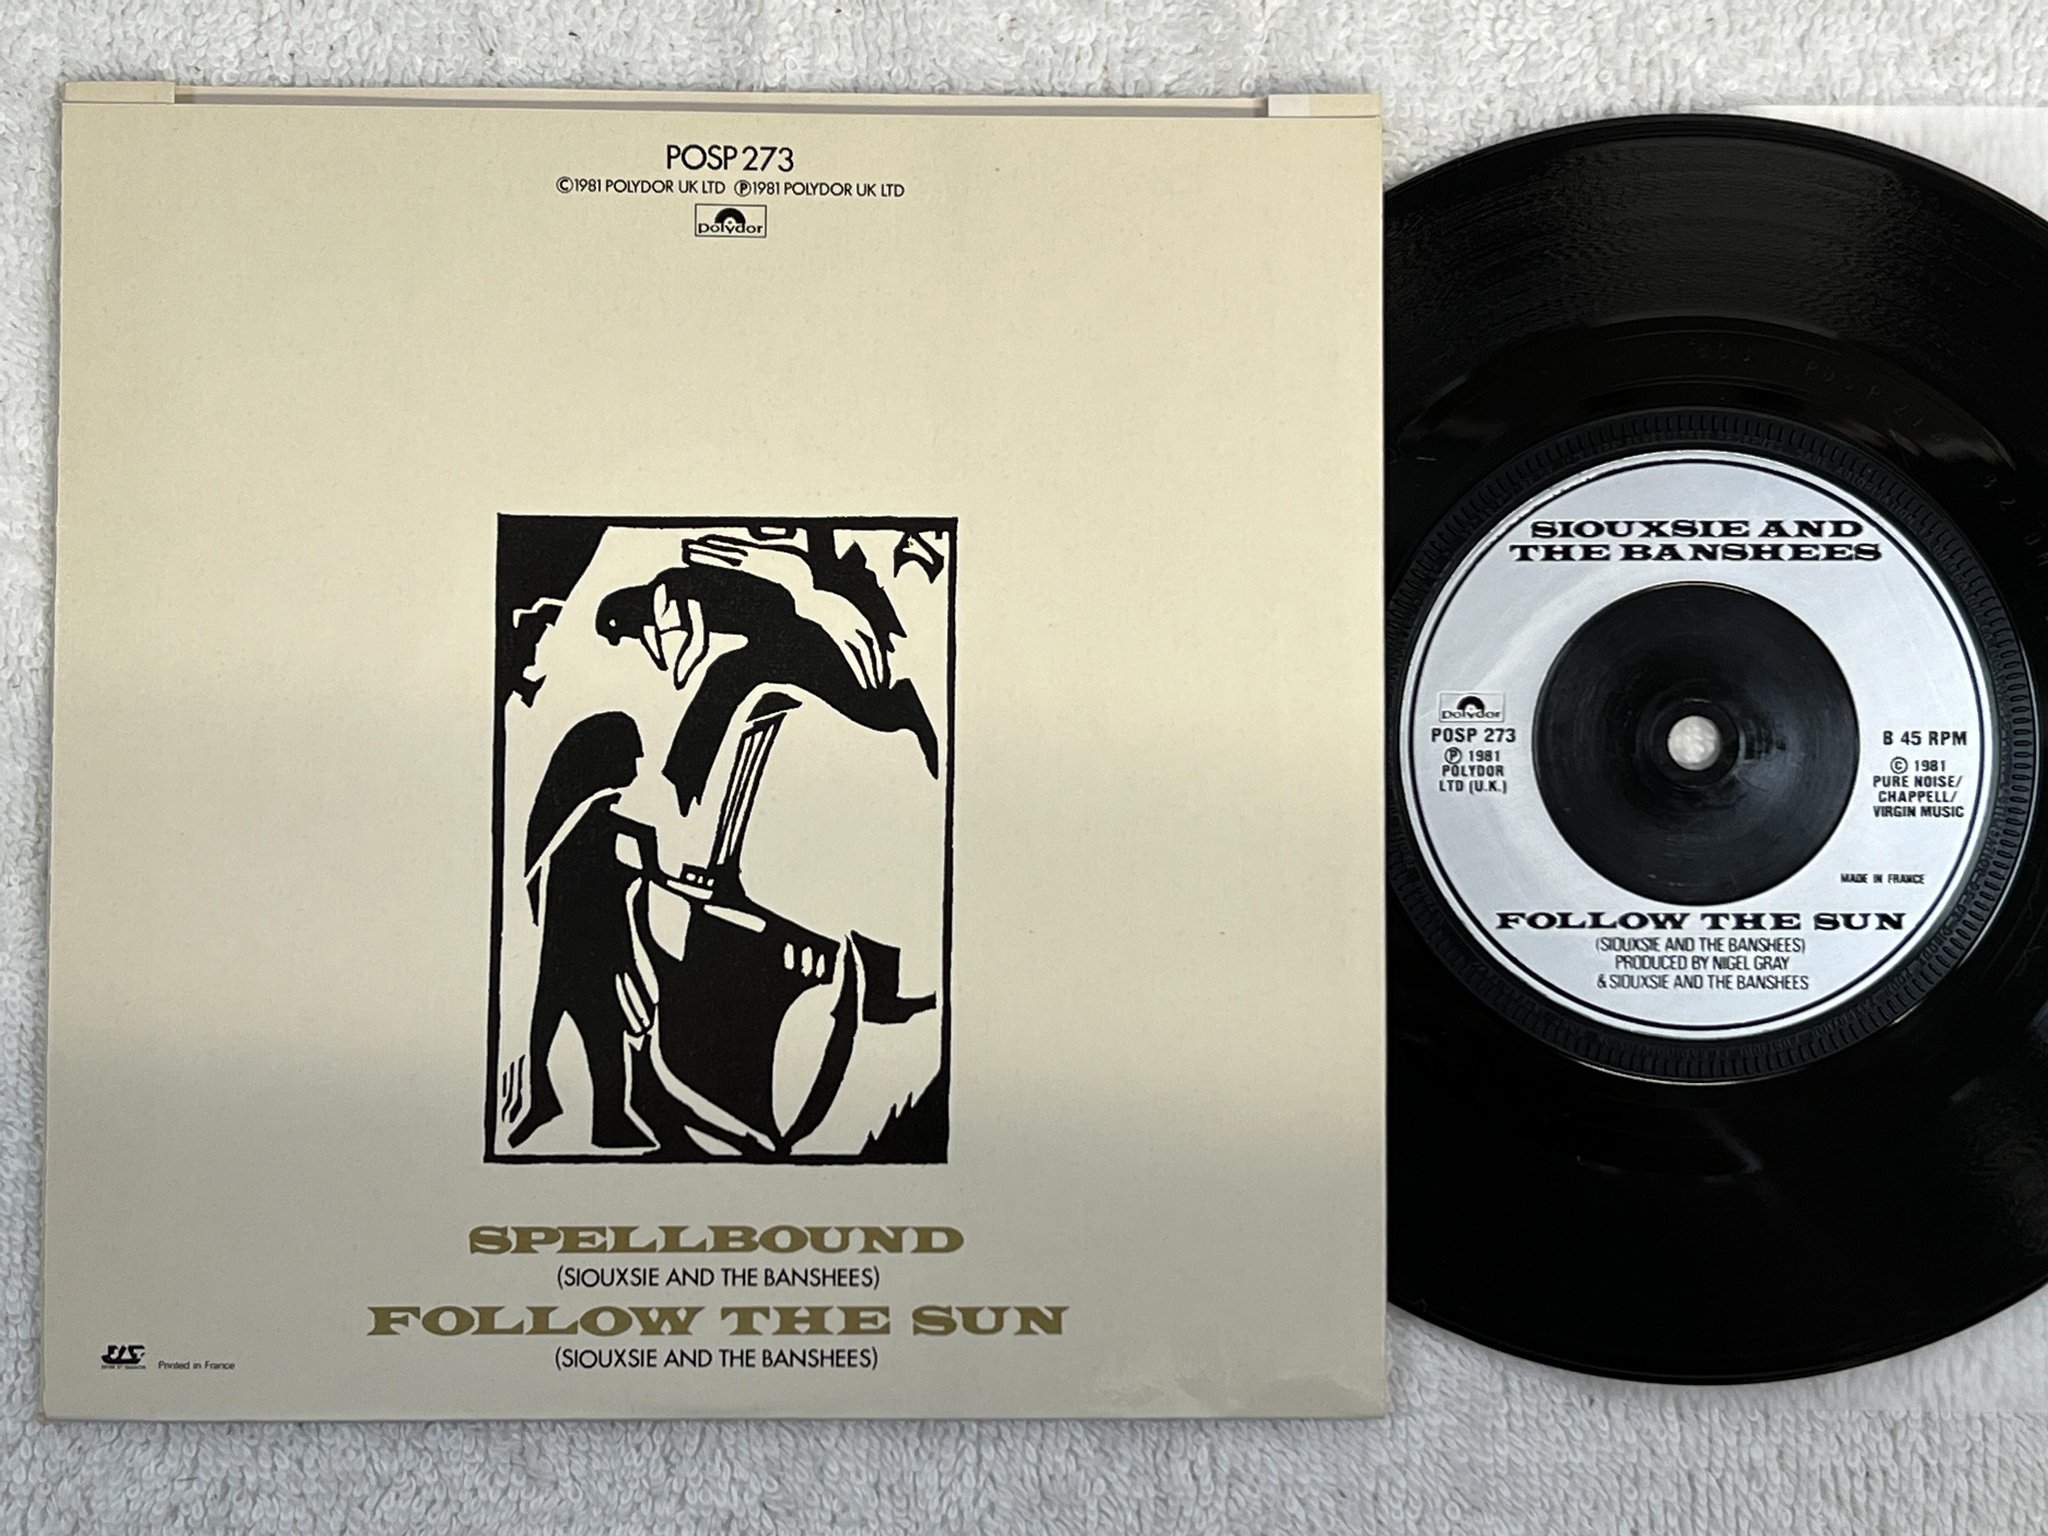 POSP 273
©1981 POLYDOR UK LTD ℗1981 POLYDOR UK LTD
polydor
SPELLBOUND
(SIOUXSIE AND THE BANSHEES)
FOLLOW THE SUN
(SIOUXSIE AND THE BANSHEES)
Printed in France
SIOUXSIE AND
THE BANSHEES
polydor
POSP 273
℗ 1981
POLYDOR
LTD (U.K.)
B 45 RPM
© 1981
PURE NOISE/
CHAPPELL/
VIRGIN MUSIC
MADE IN FRANCE
FOLLOW THE SUN
(SIOUXSIE AND THE BANSHEES)
PRODUCED BY NIGEL GRAY
& SIOUXSIE AND THE BANSHEES